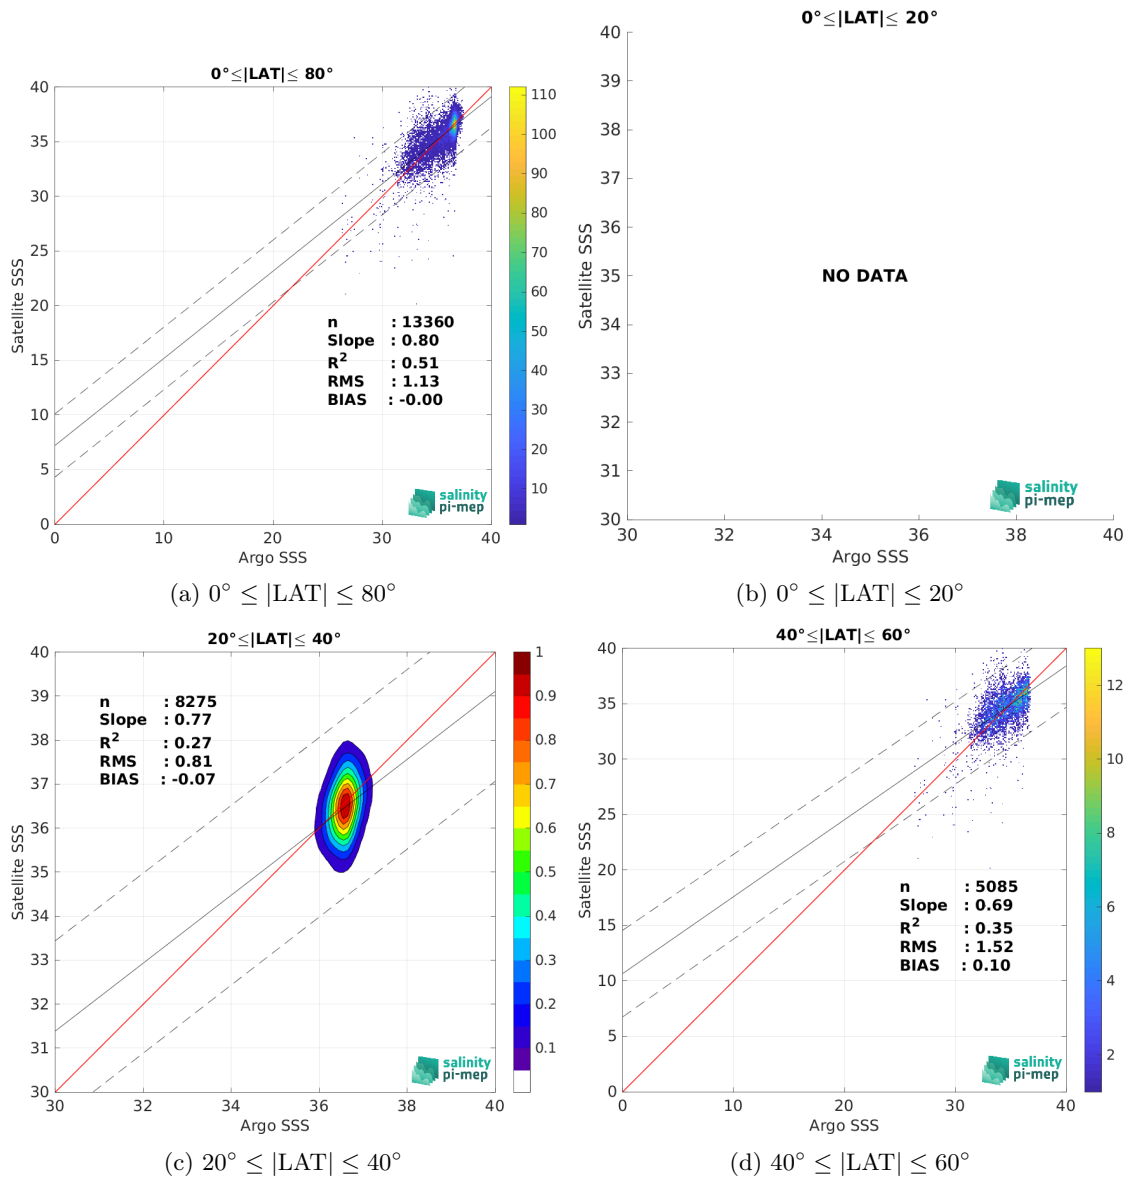 0°≤|LAT|≤ 80°
Satellite SSS
40
35
30
25
20
15
10
5
0
0
10
20
30
40
Argo SSS
n : 13360
Slope : 0.80
R2 : 0.51
RMS : 1.13
BIAS : -0.00
110
100
90
80
70
60
50
40
30
20
10
salinity
pi-mep
(a) 0° ≤ |LAT| ≤ 80°
0°≤|LAT|≤ 20°
Satellite SSS
40
39
38
37
36
35
34
33
32
31
30
30
32
34
36
38
40
Argo SSS
NO DATA
salinity
pi-mep
(b) 0° ≤ |LAT| ≤ 20°
20°≤|LAT|≤ 40°
Satellite SSS
40
39
38
37
36
35
34
33
32
31
30
30
32
34
36
38
40
Argo SSS
n : 8275
Slope : 0.77
R2 : 0.27
RMS : 0.81
BIAS : -0.07
1
0.9
0.8
0.7
0.6
0.5
0.4
0.3
0.2
0.1
salinity
pi-mep
(c) 20° ≤ |LAT| ≤ 40°
40°≤|LAT|≤ 60°
Satellite SSS
40
35
30
25
20
15
10
5
0
0
10
20
30
40
Argo SSS
n : 5085
Slope : 0.69
R2 : 0.35
RMS : 1.52
BIAS : 0.10
12
10
8
6
4
2
salinity
pi-mep
(d) 40° ≤ |LAT| ≤ 60°